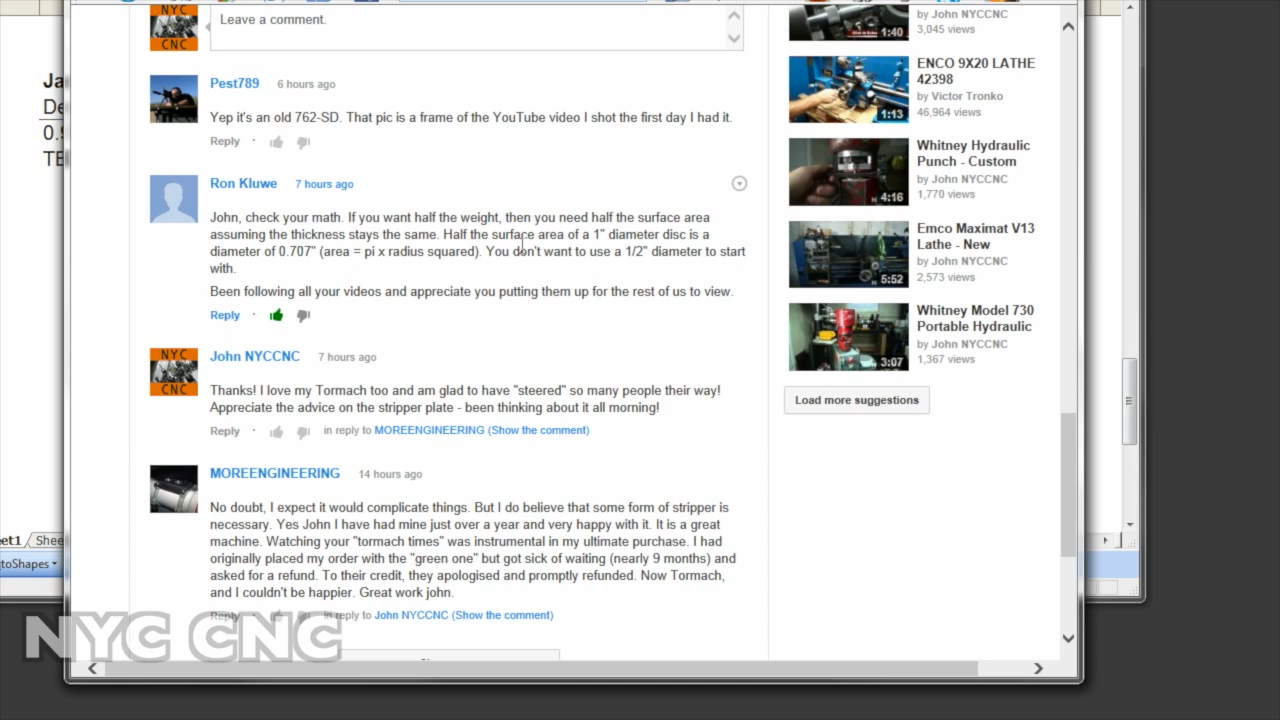 NYC
CNC
Leave a comment.
Pest789 6 hours ago
Yep it's an old 762-SD. That pic is a frame of the YouTube video I shot the first day I had it.
Reply
Ron Kluwe 7 hours ago
John, check your math. If you want half the weight, then you need half the surface area
assuming the thickness stays the same. Half the surface area of a 1" diameter disc is a
diameter of 0.707" (area = pi x radius squared). You don't want to use a 1/2" diameter to start
with.
Been following all your videos and appreciate you putting them up for the rest of us to view.
Reply
NYC
CNC
John NYCCNC 7 hours ago
Thanks! I love my Tormach too and am glad to have "steered" so many people their way!
Appreciate the advice on the stripper plate - been thinking about it all morning!
Reply in reply to MOREENGINEERING (Show the comment)
MOREENGINEERING 14 hours ago
No doubt, I expect it would complicate things. But I do believe that some form of stripper is
necessary. Yes John I have had mine just over a year and very happy with it. It is a great
machine. Watching your "tormach times" was instrumental in my ultimate purchase. I had
originally placed my order with the "green one" but got sick of waiting (nearly 9 months) and
asked for a refund. To their credit, they apologised and promptly refunded. Now Tormach,
and I couldn't be happier. Great work john.
Reply in reply to John NYCCNC (Show the comment)
1:40
by John NYCCNC
3,045 views
1:13
ENCO 9X20 LATHE
42398
by Victor Tronko
46,964 views
4:16
Whitney Hydraulic
Punch - Custom
by John NYCCNC
1,770 views
5:52
Emco Maximat V13
Lathe - New
by John NYCCNC
2,573 views
3:07
Whitney Model 730
Portable Hydraulic
by John NYCCNC
1,367 views
Load more suggestions
Ja
De
0.9
TE
et1 Shee
toShapes
NYC CNC